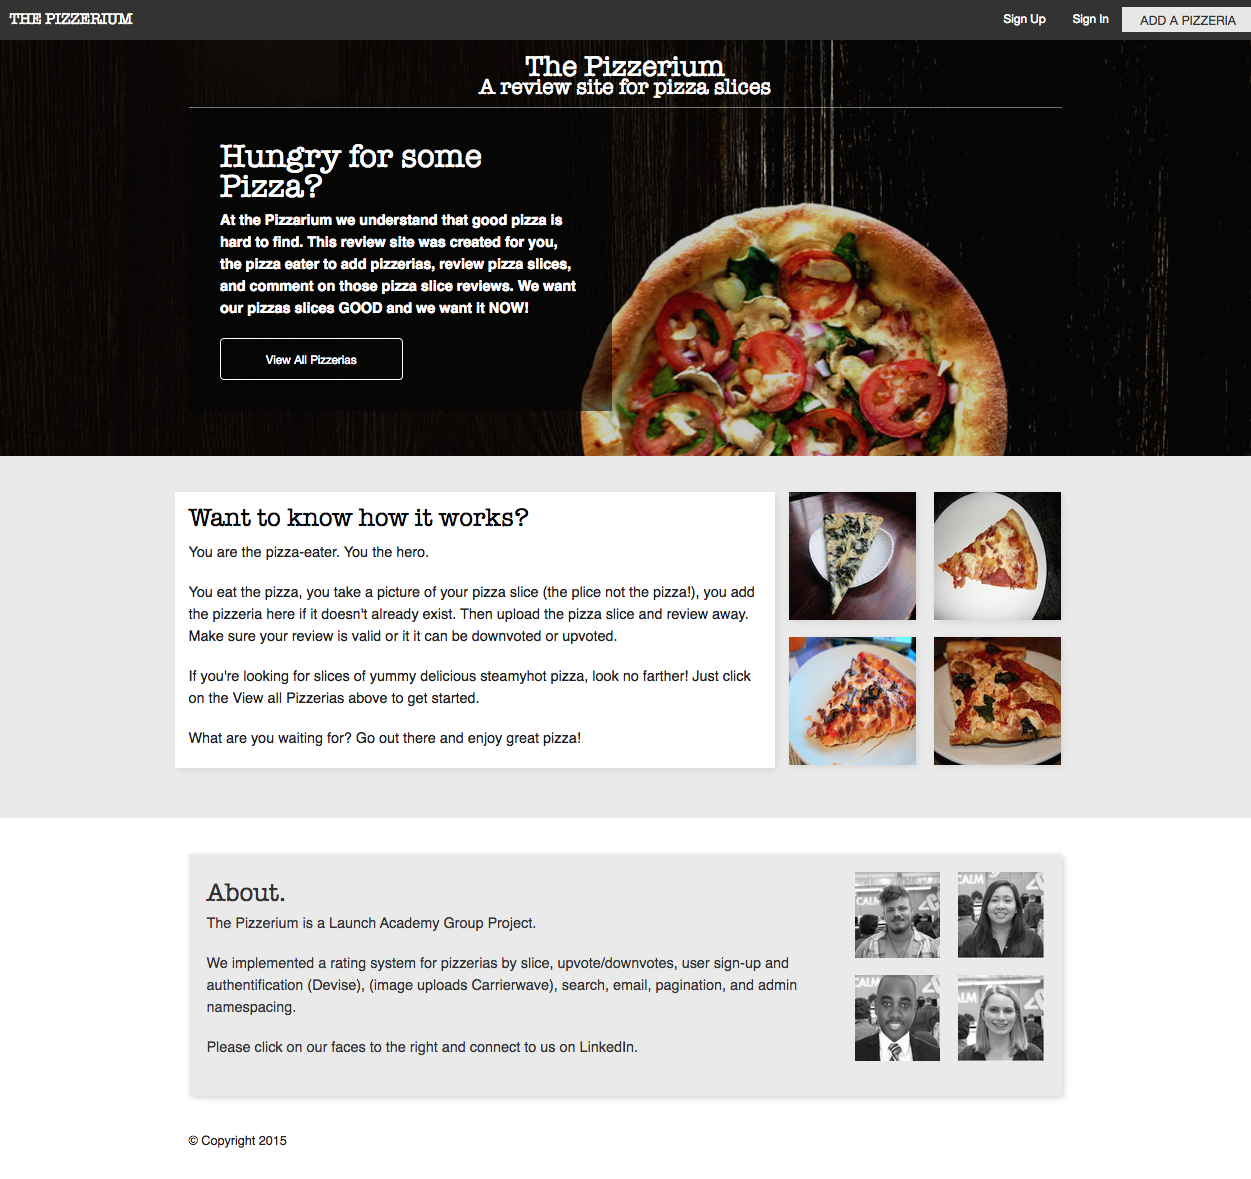 THE PIZZERIUM
Sign Up
Sign In
ADD A PIZZERIA
The Pizzerium
A review site for pizza slices
Hungry for some
Pizza?
At the Pizzarium we understand that good pizza is
hard to find. This review site was created for you,
the pizza eater to add pizzerias, review pizza slices,
and comment on those pizza slice reviews. We want
our pizzas slices GOOD and we want it NOW!
View All Pizzerias
Want to know how it works?
You are the pizza-eater. You the hero.
You eat the pizza, you take a picture of your pizza slice (the plice not the pizza!), you add
the pizzeria here if it doesn't already exist. Then upload the pizza slice and review away.
Make sure your review is valid or it it can be downvoted or upvoted.
If you're looking for slices of yummy delicious steamyhot pizza, look no farther! Just click
on the View all Pizzerias above to get started.
What are you waiting for? Go out there and enjoy great pizza!
About.
The Pizzerium is a Launch Academy Group Project.
We implemented a rating system for pizzerias by slice, upvote/downvotes, user sign-up and
authentification (Devise), (image uploads Carrierwave), search, email, pagination, and admin
namespacing.
Please click on our faces to the right and connect to us on LinkedIn.
CALM
CALM
ALM
CALM
© Copyright 2015